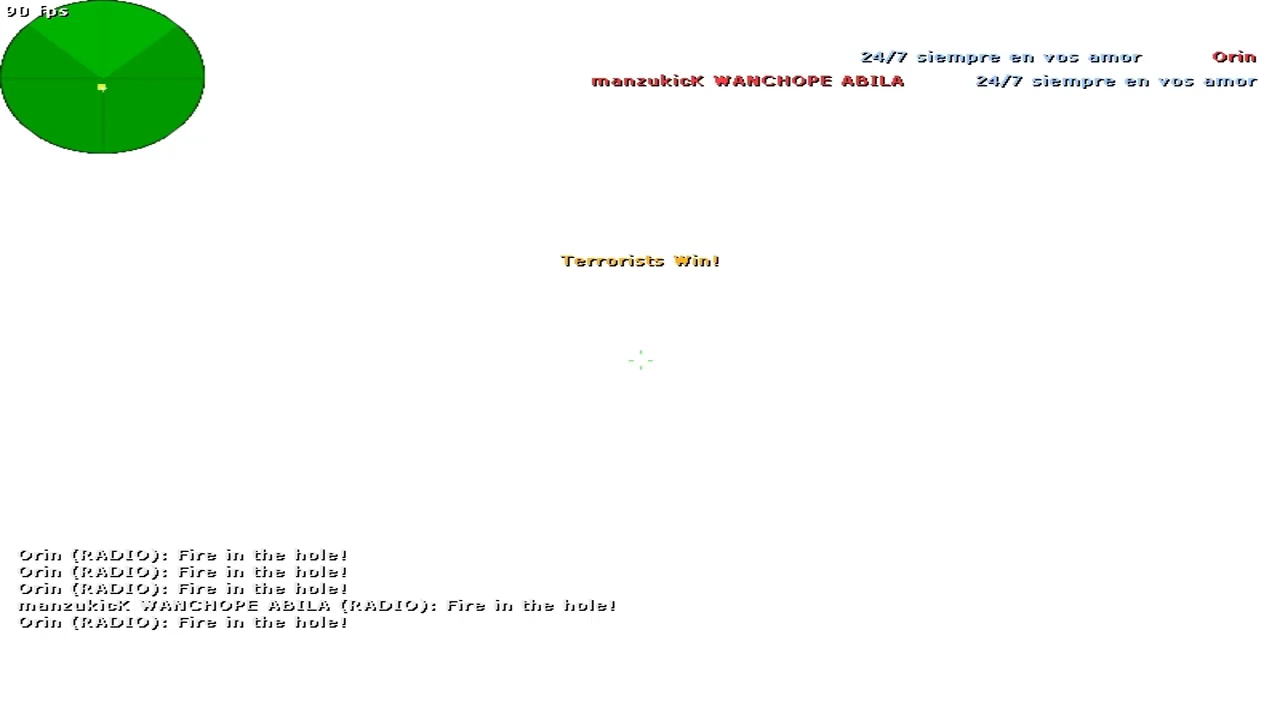 90 fps
24/7 siempre en vos amor Orin
manzukicK WANCHOPE ABILA 24/7 siempre en vos amor
Terrorists Win!
Orin (RADIO): Fire in the hole!
Orin (RADIO): Fire in the hole!
Orin (RADIO): Fire in the hole!
manzukicK WANCHOPE ABILA (RADIO): Fire in the hole!
Orin (RADIO): Fire in the hole!